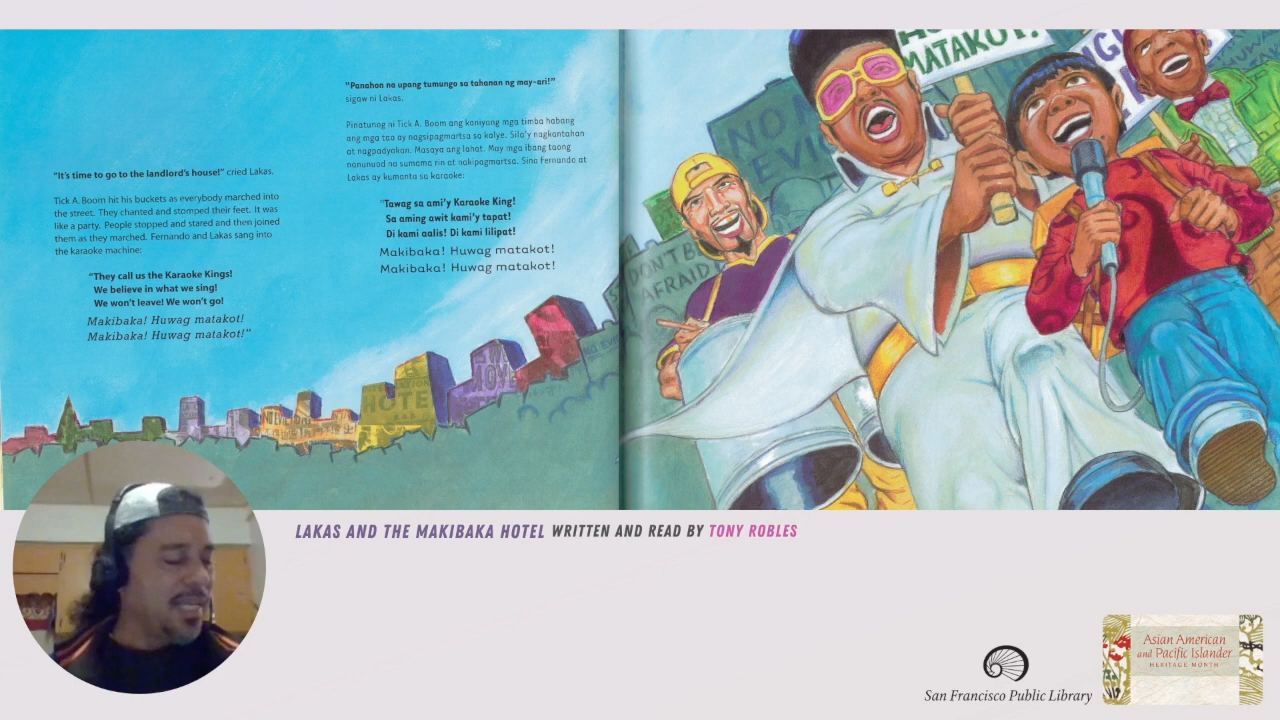 "It's time to go to the landlord's house!" cried Lakas.
Tick A. Boom hit his buckets as everybody marched into
the street. They chanted and stomped their feet. It was
like a party. People stopped and stared and then joined
them as they marched. Fernando and Lakas sang into
the karaoke machine:
"They call us the Karaoke Kings!
We believe in what we sing!
We won't leave! We won't go!
Makibaka! Huwag matakot!
Makibaka! Huwag matakot!"
"Panahon na upang tumungo sa tahanan ng may-ari!"
sigaw ni Lakas.
Pinatunog ni Tick A. Boom ang kaniyang mga timba habang
ang mga tao ay nagsipagmartsa sa kalye. Sila'y nagkantahan
at nagpadyakan. Masaya ang lahat. May mga ibang taong
nanunuod na sumama rin at nakipagmartsa. Sina Fernando at
Lakas ay kumanta sa karaoke:
"Tawag sa ami'y Karaoke King!
Sa aming awit kami'y tapat!
Di kami aalis! Di kami lilipat!
Makibaka! Huwag matakot!
Makibaka! Huwag matakot!
HOTEL
DON'T BE
AFRAID
NO
MATAKOT!
LAKAS AND THE MAKIBAKA HOTEL WRITTEN AND READ BY TONY ROBLES
San Francisco Public Library
Asian American
and Pacific Islander
HERITAGE MONTH